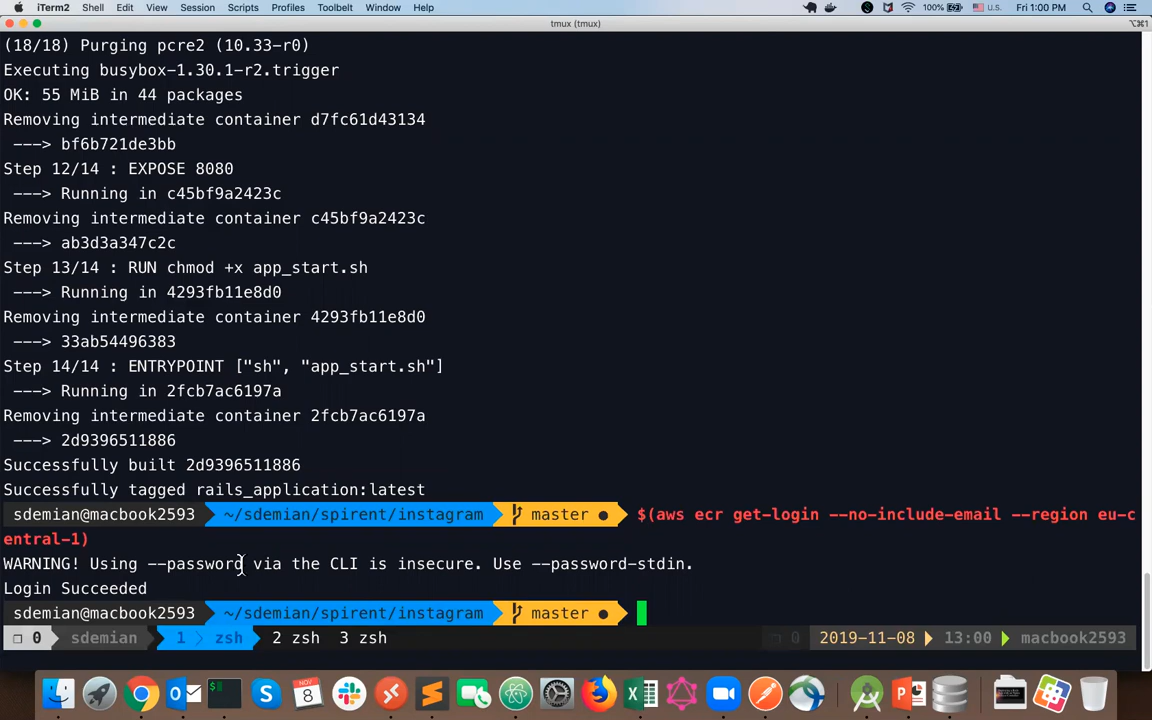 iTerm2 Shell Edit View Session Scripts Profiles Toolbelt Window Help 100% U.S. Fri 1:00 PM
tmux (tmux) ⌥⌘1
(18/18) Purging pcre2 (10.33-r0)
Executing busybox-1.30.1-r2.trigger
OK: 55 MiB in 44 packages
Removing intermediate container d7fc61d43134
---> bf6b721de3bb
Step 12/14 : EXPOSE 8080
---> Running in c45bf9a2423c
Removing intermediate container c45bf9a2423c
---> ab3d3a347c2c
Step 13/14 : RUN chmod +x app_start.sh
---> Running in 4293fb11e8d0
Removing intermediate container 4293fb11e8d0
---> 33ab54496383
Step 14/14 : ENTRYPOINT ["sh", "app_start.sh"]
---> Running in 2fcb7ac6197a
Removing intermediate container 2fcb7ac6197a
---> 2d9396511886
Successfully built 2d9396511886
Successfully tagged rails_application:latest
sdemian@macbook2593 ~/sdemian/spirent/instagram master ● $(aws ecr get-login --no-include-email --region eu-c
entral-1)
WARNING! Using --password via the CLI is insecure. Use --password-stdin.
Login Succeeded
sdemian@macbook2593 ~/sdemian/spirent/instagram master ●
❐ 0 sdemian 1 zsh 2 zsh 3 zsh ❐ 0 2019-11-08 13:00 macbook2593
NOV
8